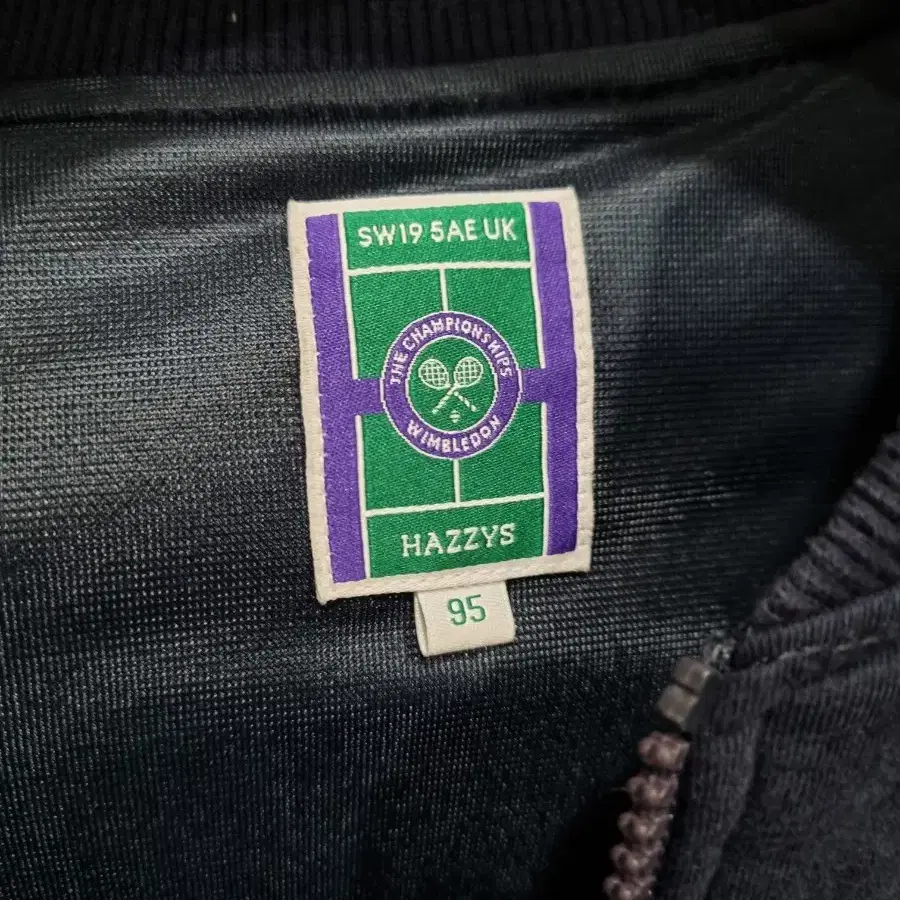 SW19 5AE UK
THE CHAMPIONSHIPS
WIMBLEDON
HAZZYS
95